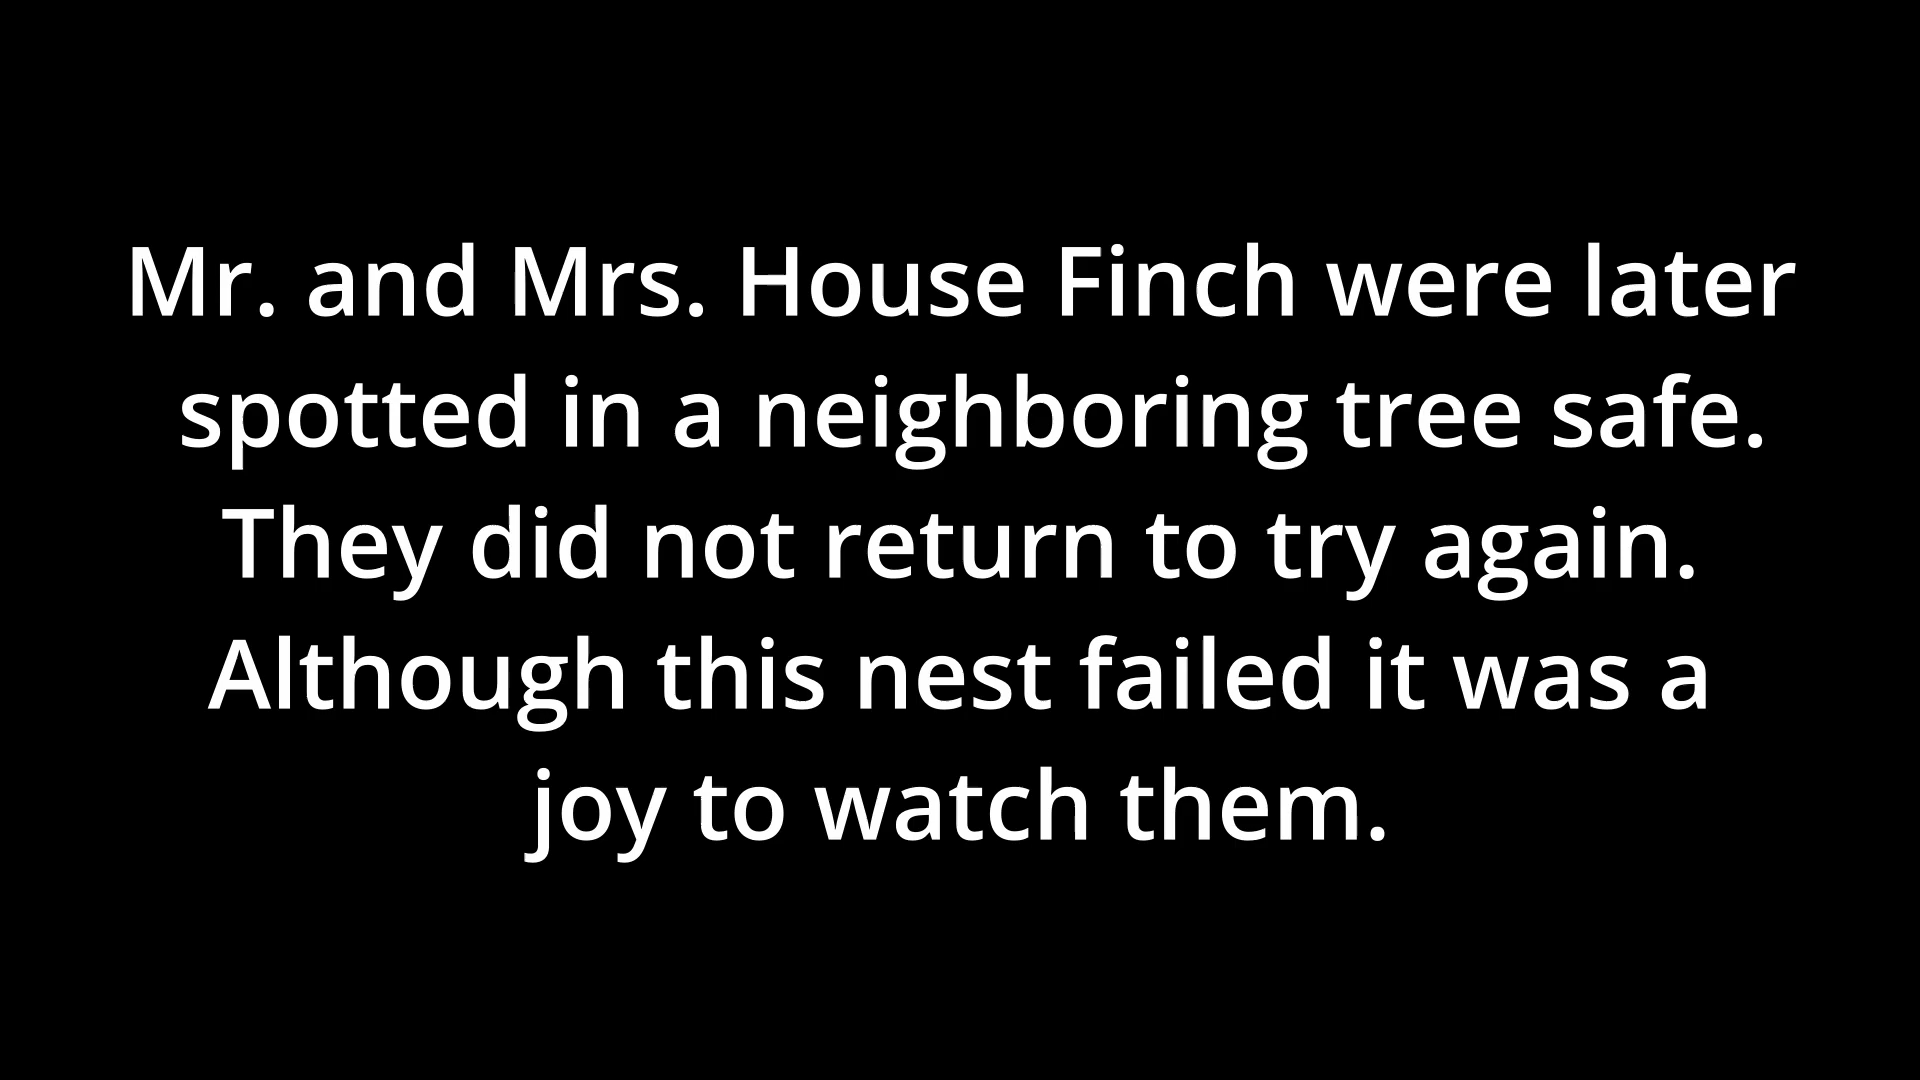 Mr. and Mrs. House Finch were later
spotted in a neighboring tree safe.
They did not return to try again.
Although this nest failed it was a
joy to watch them.